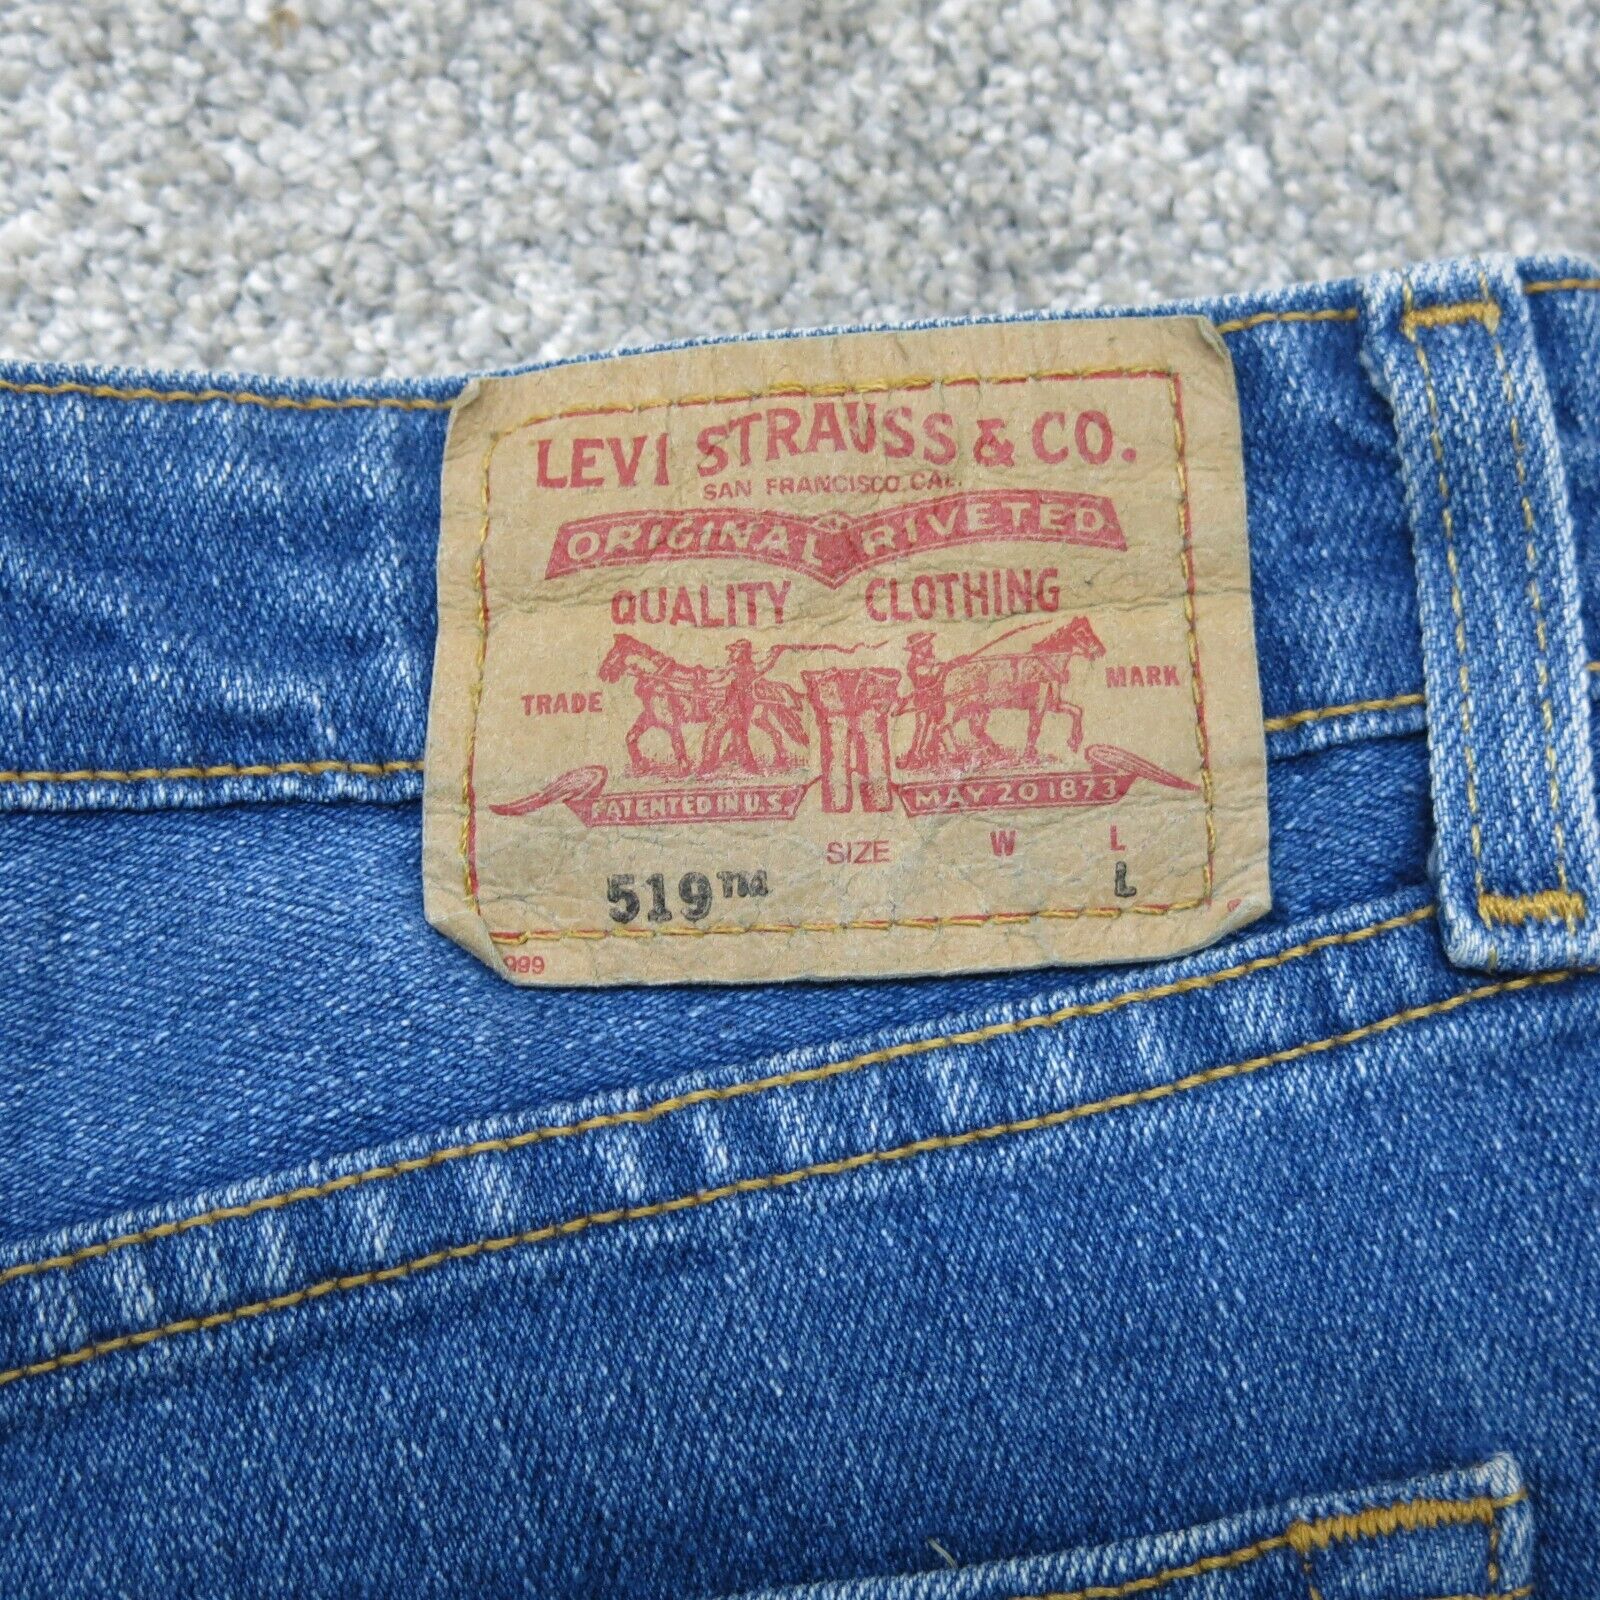 LEVI STRAUSS & CO.
SAN FRANCISCO. CAL.
ORIGINAL RIVETED
QUALITY CLOTHING
TRADE MARK
PATENTED IN U.S. MAY 20 1873
SIZE W L
519™ L
999